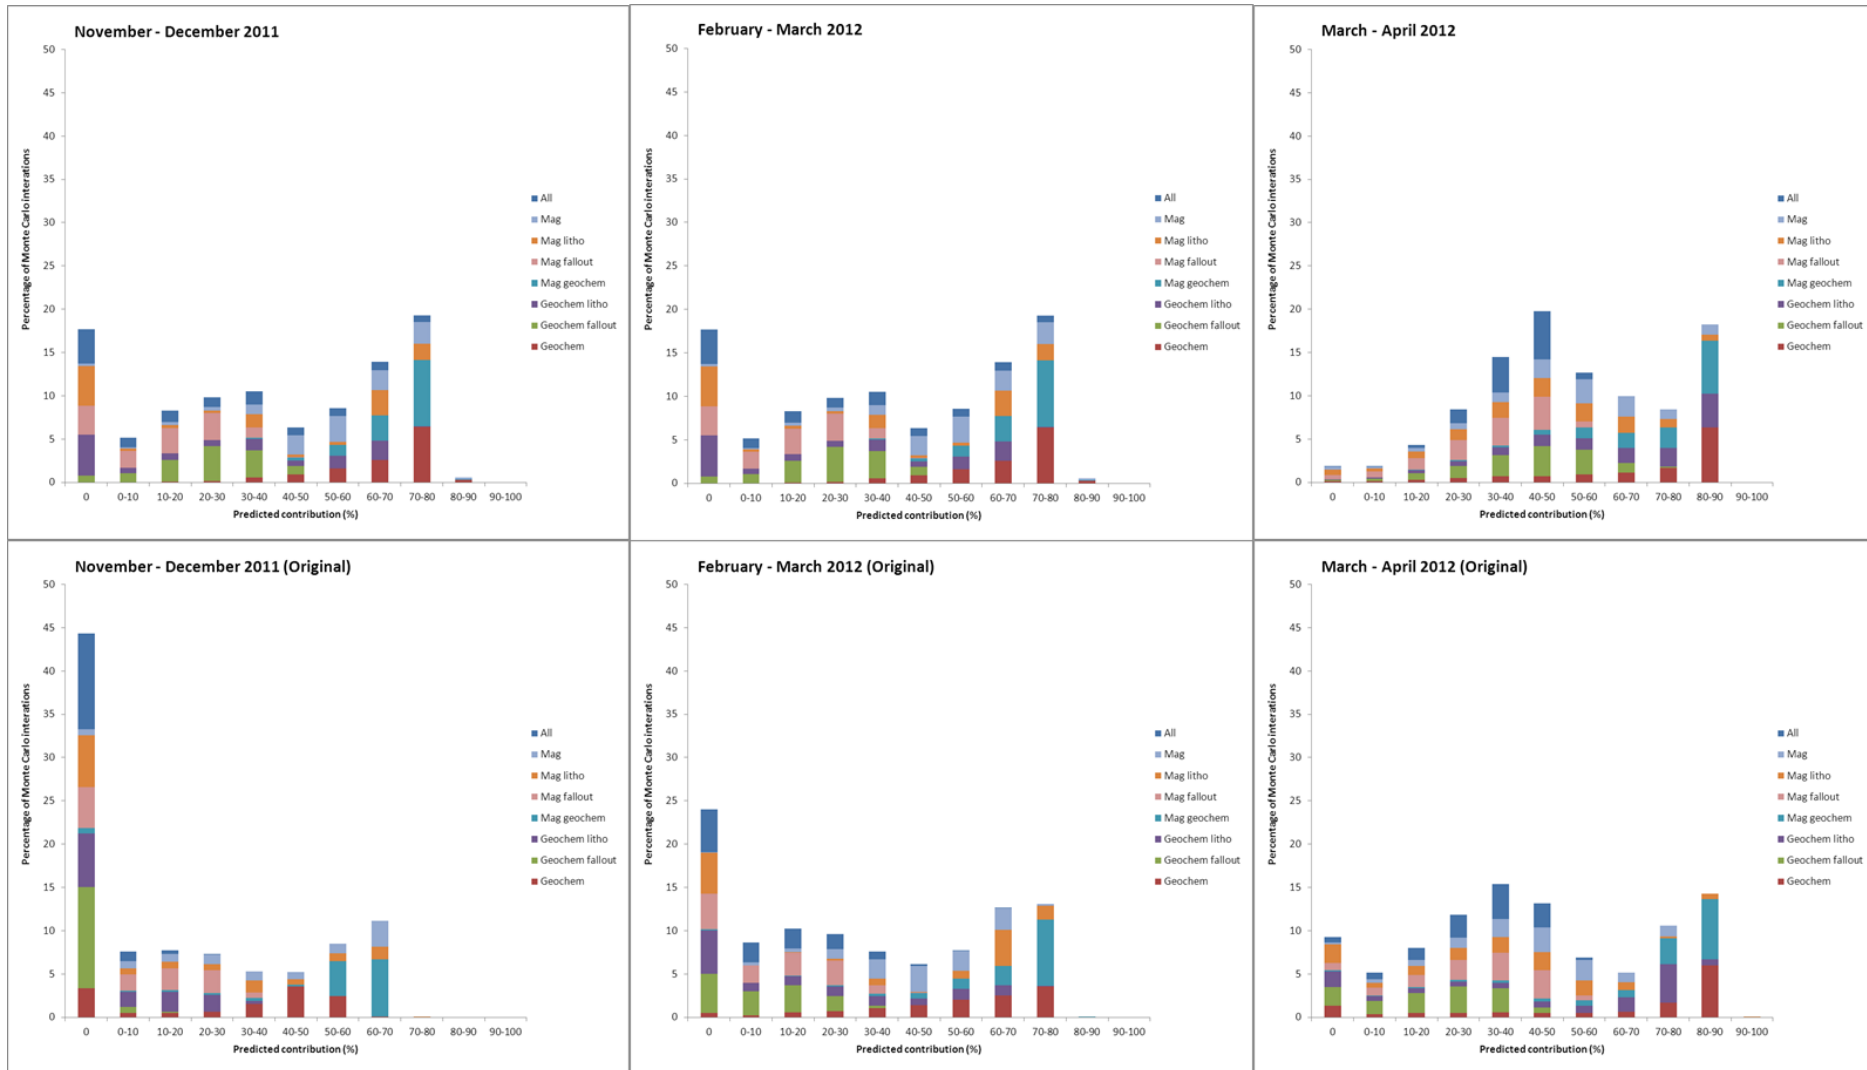 November - December 2011
50
45
40
35
30
25
20
15
10
5
0
Percentage of Monte Carlo interations
0 0-10 10-20 20-30 30-40 40-50 50-60 60-70 70-80 80-90 90-100
Predicted contribution (%)
All
Mag
Mag litho
Mag fallout
Mag geochem
Geochem litho
Geochem fallout
Geochem
February - March 2012
50
45
40
35
30
25
20
15
10
5
0
Percentage of Monte Carlo interations
0 0-10 10-20 20-30 30-40 40-50 50-60 60-70 70-80 80-90 90-100
Predicted contribution (%)
All
Mag
Mag litho
Mag fallout
Mag geochem
Geochem litho
Geochem fallout
Geochem
March - April 2012
50
45
40
35
30
25
20
15
10
5
0
Percentage of Monte Carlo interations
0 0-10 10-20 20-30 30-40 40-50 50-60 60-70 70-80 80-90 90-100
Predicted contribution (%)
All
Mag
Mag litho
Mag fallout
Mag geochem
Geochem litho
Geochem fallout
Geochem
November - December 2011 (Original)
50
45
40
35
30
25
20
15
10
5
0
Percentage of Monte Carlo interations
0 0-10 10-20 20-30 30-40 40-50 50-60 60-70 70-80 80-90 90-100
Predicted contribution (%)
All
Mag
Mag litho
Mag fallout
Mag geochem
Geochem litho
Geochem fallout
Geochem
February - March 2012 (Original)
50
45
40
35
30
25
20
15
10
5
0
Percentage of Monte Carlo interations
0 0-10 10-20 20-30 30-40 40-50 50-60 60-70 70-80 80-90 90-100
Predicted contribution (%)
All
Mag
Mag litho
Mag fallout
Mag geochem
Geochem litho
Geochem fallout
Geochem
March - April 2012 (Original)
50
45
40
35
30
25
20
15
10
5
0
Percentage of Monte Carlo interations
0 0-10 10-20 20-30 30-40 40-50 50-60 60-70 70-80 80-90 90-100
Predicted contribution (%)
All
Mag
Mag litho
Mag fallout
Mag geochem
Geochem litho
Geochem fallout
Geochem